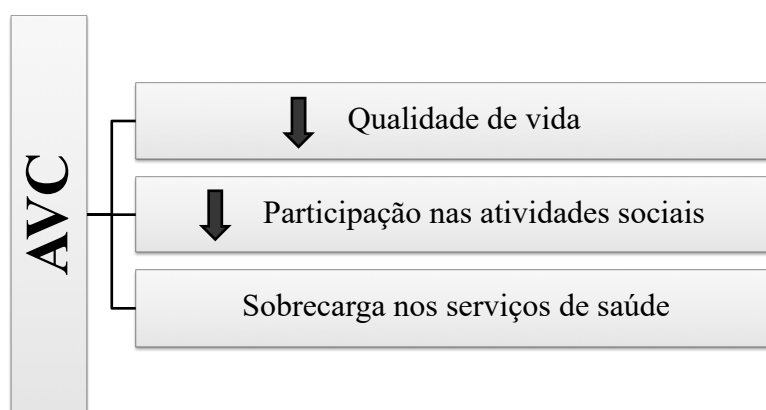 AVC
Qualidade de vida
Participação nas atividades sociais
Sobrecarga nos serviços de saúde